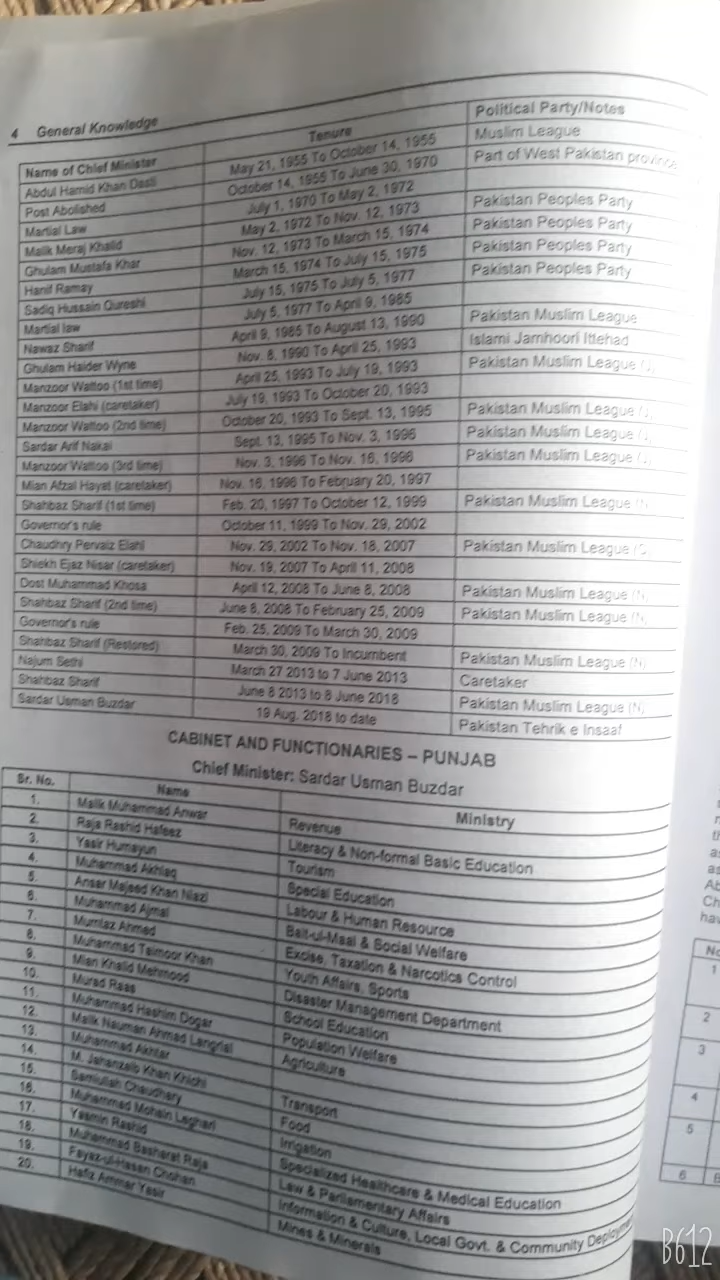 4 General Knowledge
Name of Chief Minister Tenure Political Party/Notes
Abdul Hamid Khan Dasti May 21, 1955 To October 14, 1955 Muslim League
Post Abolished October 14, 1955 To June 30, 1970 Part of West Pakistan province
Martial Law July 1, 1970 To May 2, 1972
Malik Meraj Khalid May 2, 1972 To Nov. 12, 1973 Pakistan Peoples Party
Ghulam Mustafa Khar Nov. 12, 1973 To March 15, 1974 Pakistan Peoples Party
Hanif Ramay March 15, 1974 To July 15, 1975 Pakistan Peoples Party
Sadiq Hussain Qureshi July 15, 1975 To July 5, 1977 Pakistan Peoples Party
Martial law July 5, 1977 To April 9, 1985
Nawaz Sharif April 9, 1985 To August 13, 1990 Pakistan Muslim League
Ghulam Haider Wyne Nov. 8, 1990 To April 25, 1993 Islami Jamhoori Ittehad
Manzoor Wattoo (1st time) April 25, 1993 To July 19, 1993 Pakistan Muslim League
Manzoor Elahi (caretaker) July 19, 1993 To October 20, 1993
Manzoor Wattoo (2nd time) October 20, 1993 To Sept. 13, 1995 Pakistan Muslim League
Sardar Arif Nakai Sept. 13, 1995 To Nov. 3, 1996 Pakistan Muslim League
Manzoor Wattoo (3rd time) Nov. 3, 1996 To Nov. 16, 1996 Pakistan Muslim League
Mian Afzal Hayat (caretaker) Nov. 16, 1996 To February 20, 1997
Shahbaz Sharif (1st time) Feb. 20, 1997 To October 12, 1999 Pakistan Muslim League
Governor's rule October 11, 1999 To Nov. 29, 2002
Chaudhry Pervaiz Elahi Nov. 29, 2002 To Nov. 18, 2007 Pakistan Muslim League
Shiekh Ejaz Nisar (caretaker) Nov. 19, 2007 To April 11, 2008
Dost Muhammad Khosa April 12, 2008 To June 8, 2008 Pakistan Muslim League (N)
Shahbaz Sharif (2nd time) June 8, 2008 To February 25, 2009 Pakistan Muslim League (N)
Governor's rule Feb. 25, 2009 To March 30, 2009
Shahbaz Sharif (Restored) March 30, 2009 To Incumbent Pakistan Muslim League (N)
Najum Sethi March 27 2013 to 7 June 2013 Caretaker
Shahbaz Sharif June 8 2013 to 8 June 2018 Pakistan Muslim League (N)
Sardar Usman Buzdar 19 Aug. 2018 to date Pakistan Tehrik e Insaaf
CABINET AND FUNCTIONARIES – PUNJAB
Chief Minister: Sardar Usman Buzdar
Sr. No. Name Ministry
1. Malik Muhammad Anwar Revenue
2. Raja Rashid Hafeez Literacy & Non-formal Basic Education
3. Yasir Humayun Tourism
4. Muhammad Akhlaq Special Education
5. Ansar Majeed Khan Niazi Labour & Human Resource
6. Muhammad Ajmal Bait-ul-Maal & Social Welfare
7. Mumtaz Ahmed Excise, Taxation & Narcotics Control
8. Muhammad Taimoor Khan Youth Affairs, Sports
9. Mian Khalid Mehmood Disaster Management Department
10. Murad Raas School Education
11. Muhammad Hashim Dogar Population Welfare
12. Malik Nauman Ahmad Langrial Agriculture
13. Muhammad Akhtar
14. M. Jahanzaib Khan Khichi Transport
15. Samiullah Chaudhary Food
16. Muhammad Mohsin Leghari Irrigation
17. Yasmin Rashid Specialized Healthcare & Medical Education
18. Muhammad Basharat Raja Law & Parliamentary Affairs
19. Fayaz-ul-Hasan Chohan Information & Culture, Local Govt. & Community
20. Hafiz Ammar Yasir Mines & Minerals
No
1
2
3
4
5
6
B612